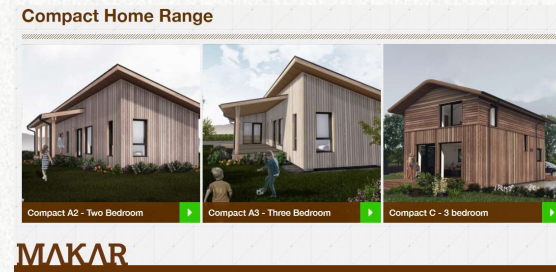 Compact Home Range
Compact A2 - Two Bedroom
Compact A3 - Three Bedroom
Compact C - 3 bedroom
MAKAR